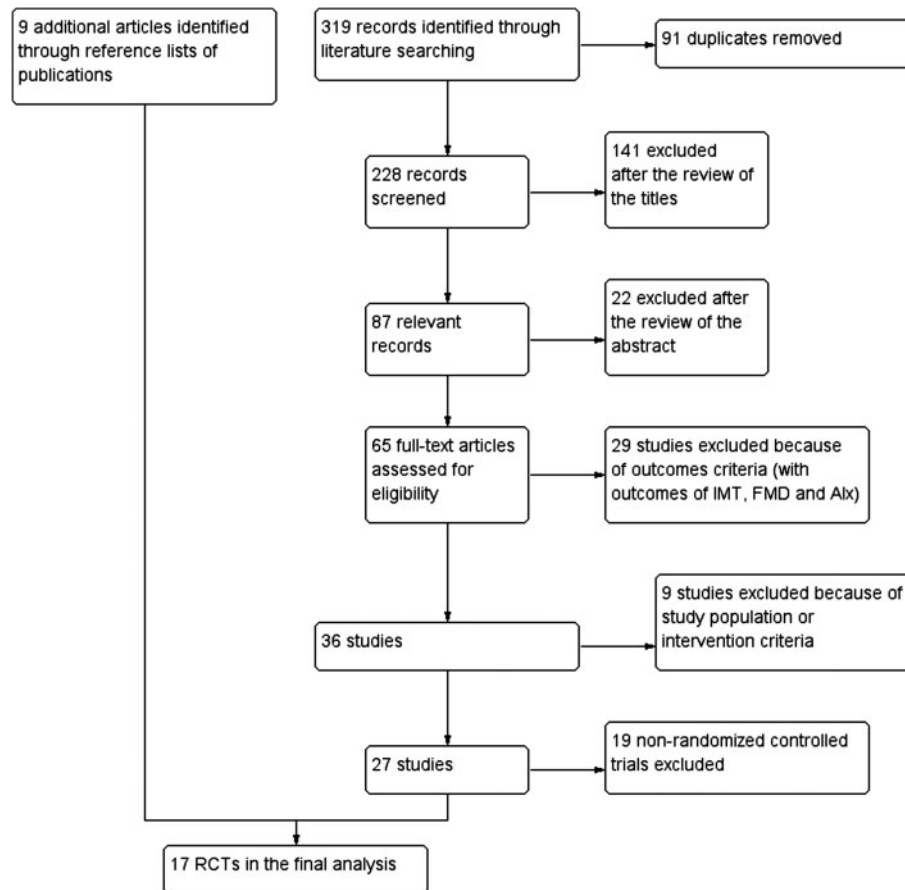 9 additional articles identified
through reference lists of
publications
319 records identified through
literature searching
91 duplicates removed
228 records
screened
141 excluded
after the review of
the titles
87 relevant
records
22 excluded after
the review of the
abstract
65 full-text articles
assessed for
eligibility
29 studies excluded because
of outcomes criteria (with
outcomes of IMT, FMD and AIx)
36 studies
9 studies excluded because of
study population or
intervention criteria
27 studies
19 non-randomized controlled
trials excluded
17 RCTs in the final analysis